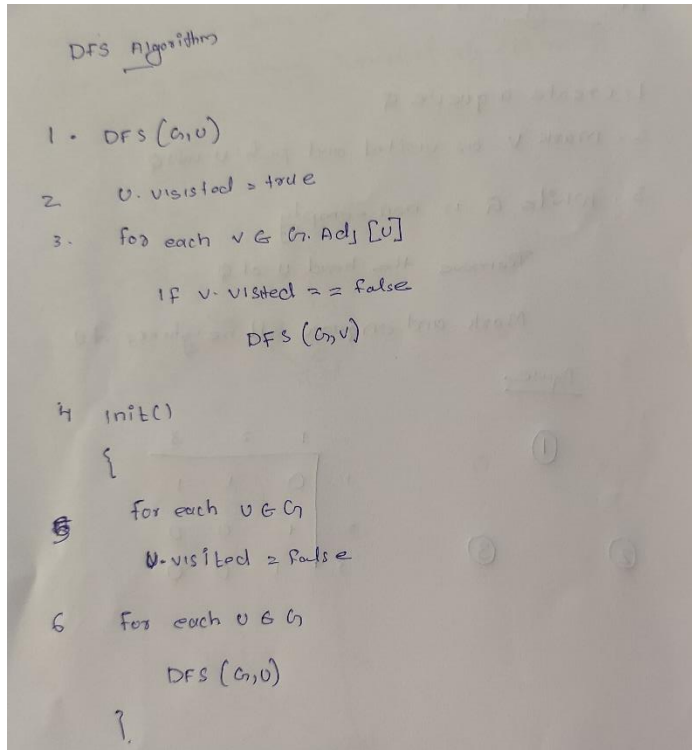 DFS Algorithm
1. DFS (G,U)
2 U. visisted = true
3. for each V ∈ G. Adj [U]
If V. visited == false
DFS (G,V)
4 init()
{
5 for each U ∈ G
U.visited = false
6 for each U ∈ G
DFS (G,U)
}.